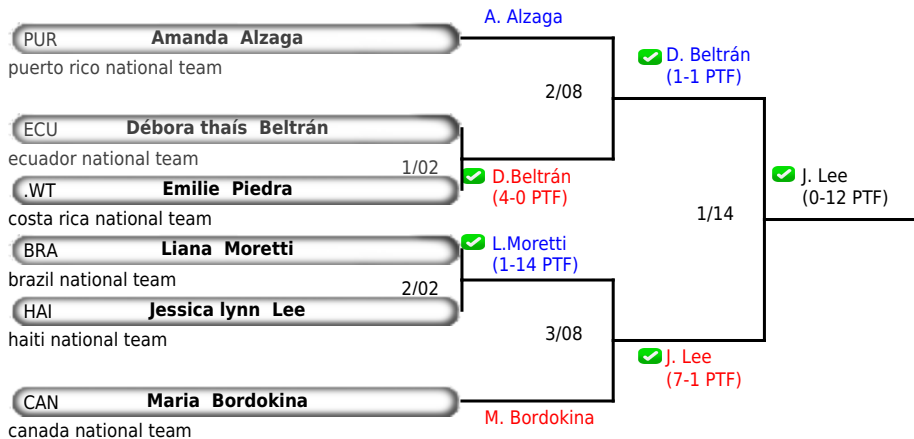 A. Alzaga
PUR Amanda Alzaga
puerto rico national team
D. Beltrán
(1-1 PTF)
2/08
ECU Débora thaís Beltrán
ecuador national team
1/02
D.Beltrán
(4-0 PTF)
.WT Emilie Piedra
costa rica national team
J. Lee
(0-12 PTF)
1/14
BRA Liana Moretti
brazil national team
L.Moretti
(1-14 PTF)
2/02
HAI Jessica lynn Lee
haiti national team
3/08
J. Lee
(7-1 PTF)
CAN Maria Bordokina
canada national team
M. Bordokina